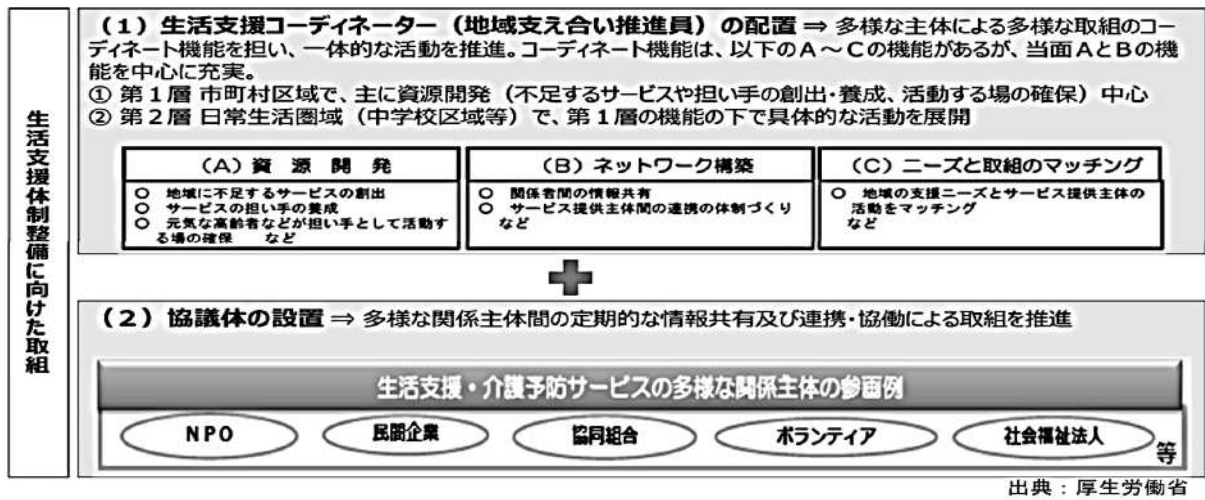 生活支援体制整備に向けた取組
（１）生活支援コーディネーター（地域支え合い推進員）の配置 ⇒ 多様な主体による多様な取組のコー
ディネート機能を担い、一体的な活動を推進。コーディネート機能は、以下のＡ～Ｃの機能があるが、当面ＡとＢの機
能を中心に充実。
① 第１層 市町村区域で、主に資源開発（不足するサービスや担い手の創出・養成、活動する場の確保）中心
② 第２層 日常生活圏域（中学校区域等）で、第１層の機能の下で具体的な活動を展開
（Ａ）資 源 開 発
○ 地域に不足するサービスの創出
○ サービスの担い手の養成
○ 元気な高齢者などが担い手として活動す
る場の確保 など
（Ｂ）ネットワーク構築
○ 関係者間の情報共有
○ サービス提供主体間の連携の体制づくり
など
（Ｃ）ニーズと取組のマッチング
○ 地域の支援ニーズとサービス提供主体の
活動をマッチング
など
（２）協議体の設置 ⇒ 多様な関係主体間の定期的な情報共有及び連携・協働による取組を推進
生活支援・介護予防サービスの多様な関係主体の参画例
ＮＰＯ
民間企業
協同組合
ボランティア
社会福祉法人
等
出典：厚生労働省